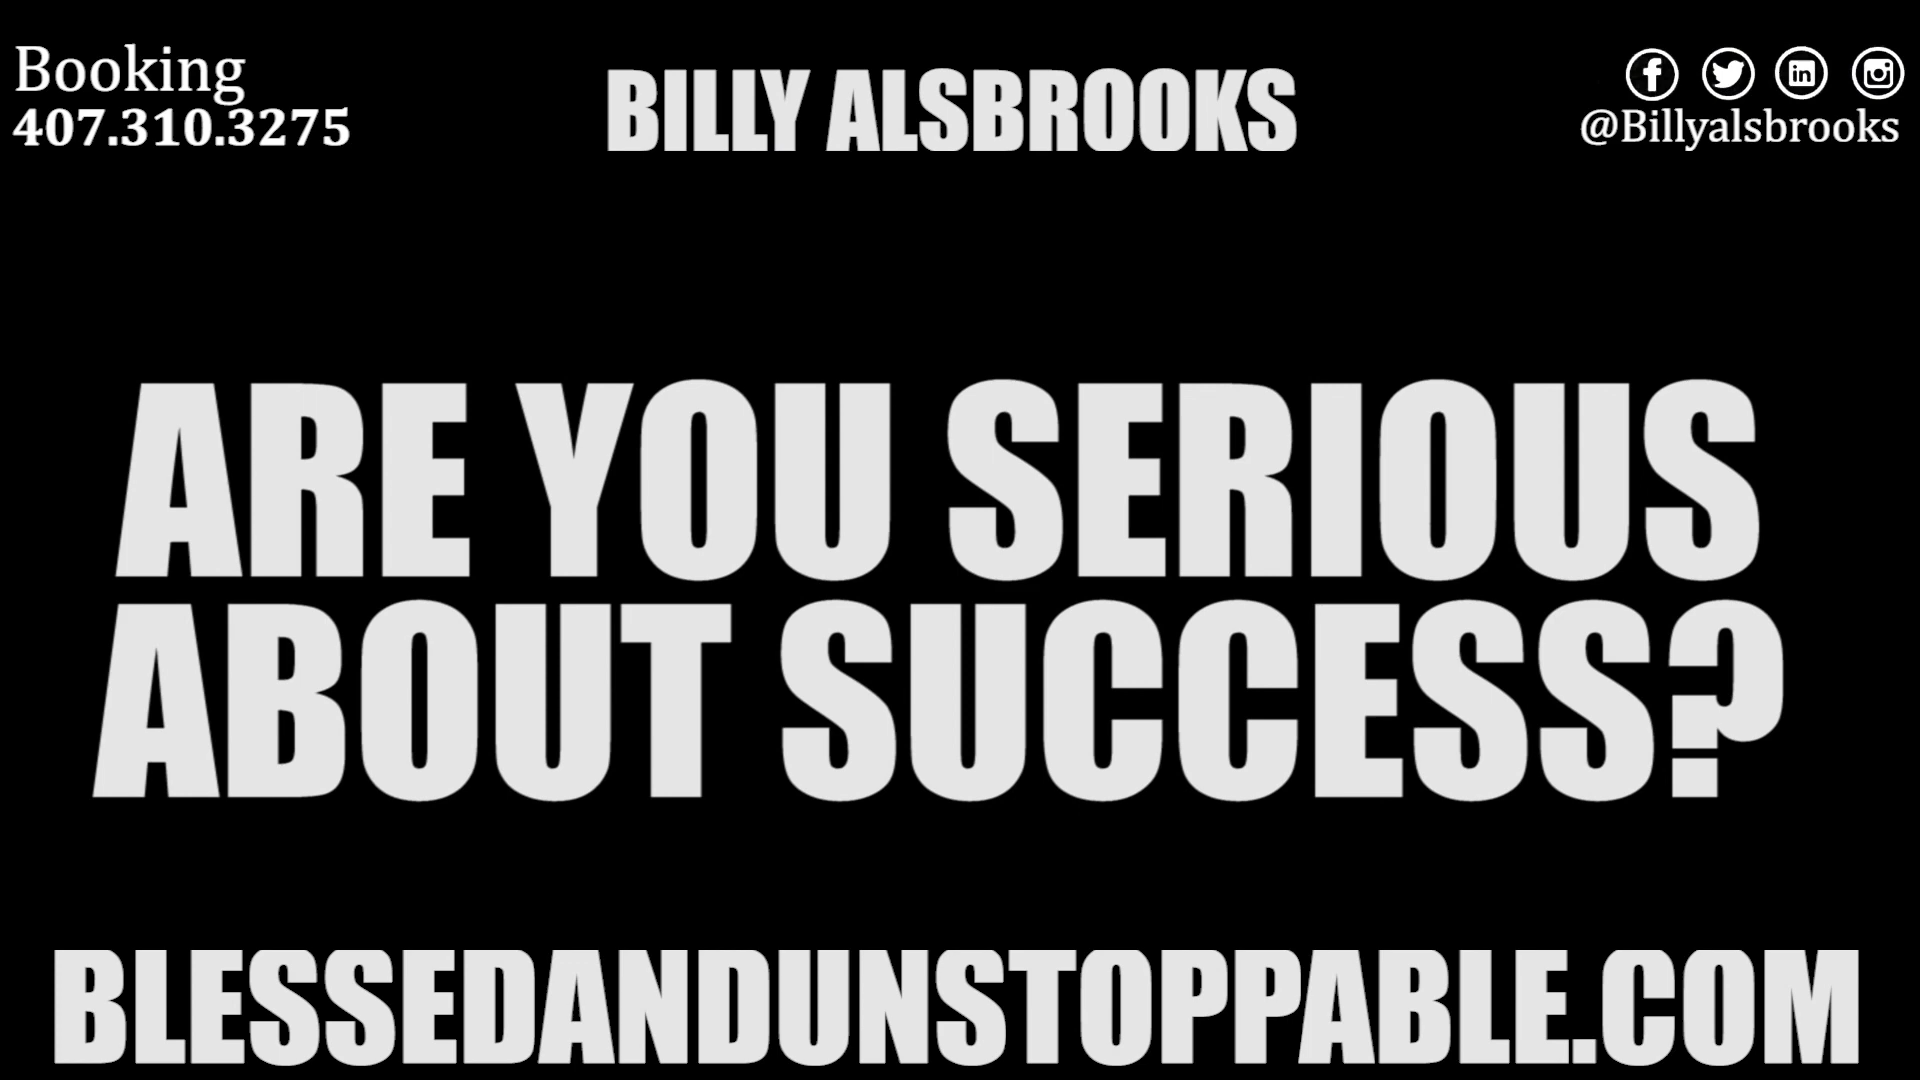 Booking
407.310.3275
BILLY ALSBROOKS
@Billyalsbrooks
ARE YOU SERIOUS
ABOUT SUCCESS?
BLESSEDANDUNSTOPPABLE.COM